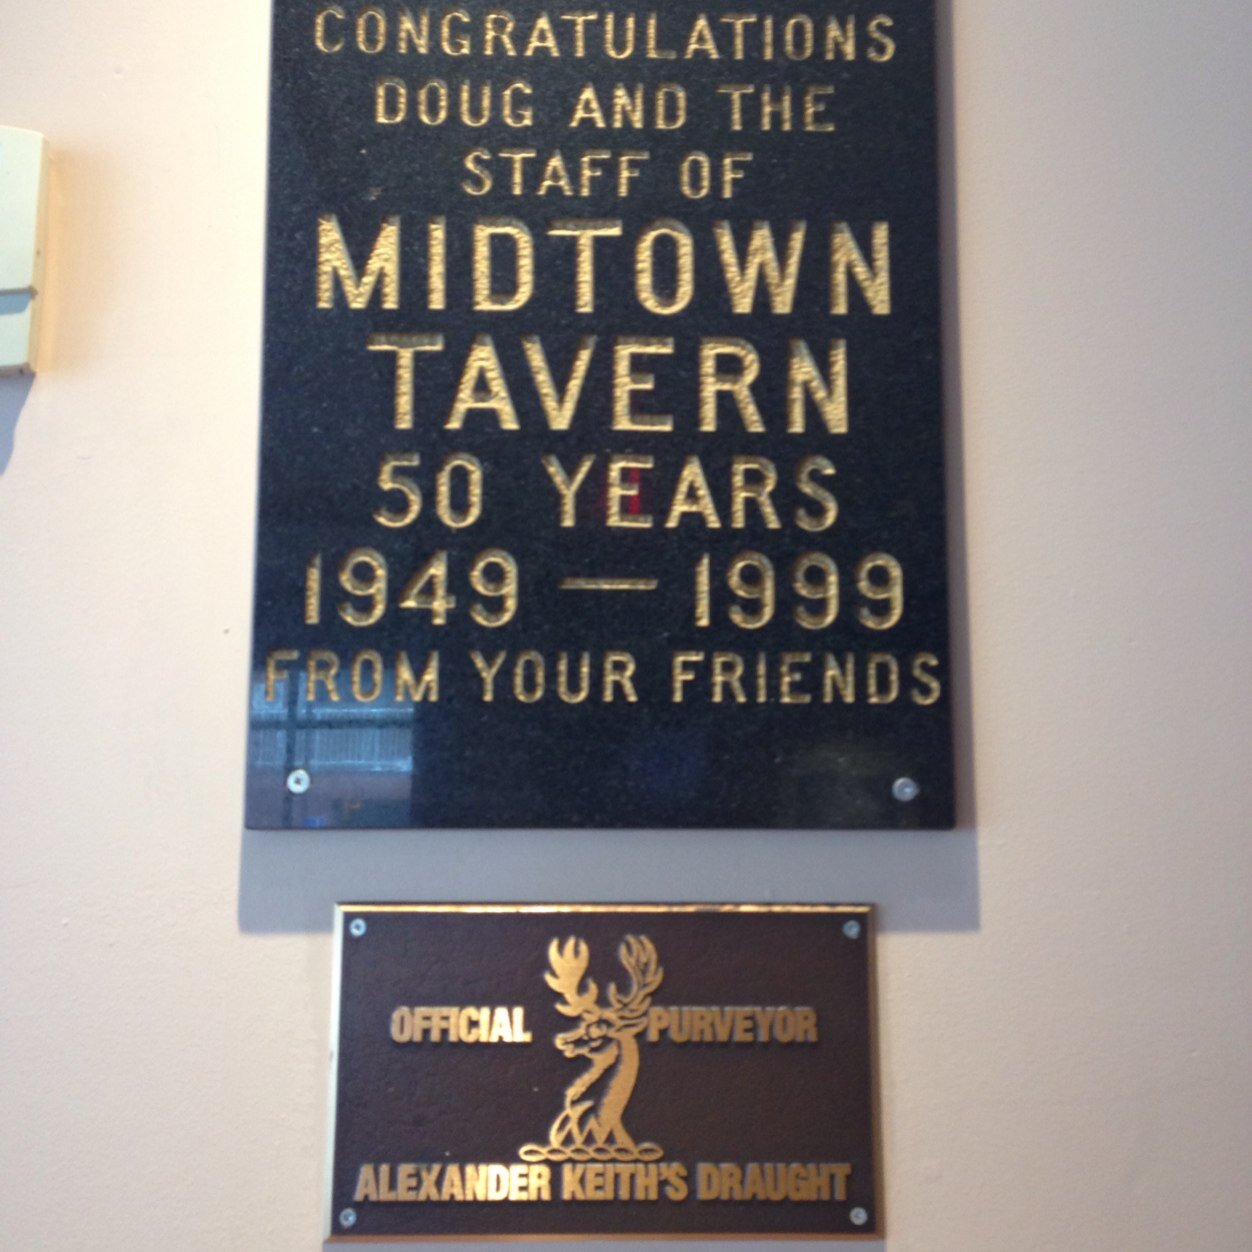 CONGRATULATIONS
DOUG AND THE
STAFF OF
MIDTOWN
TAVERN
50 YEARS
1949 — 1999
FROM YOUR FRIENDS
OFFICIAL PURVEYOR
ALEXANDER KEITH'S DRAUGHT